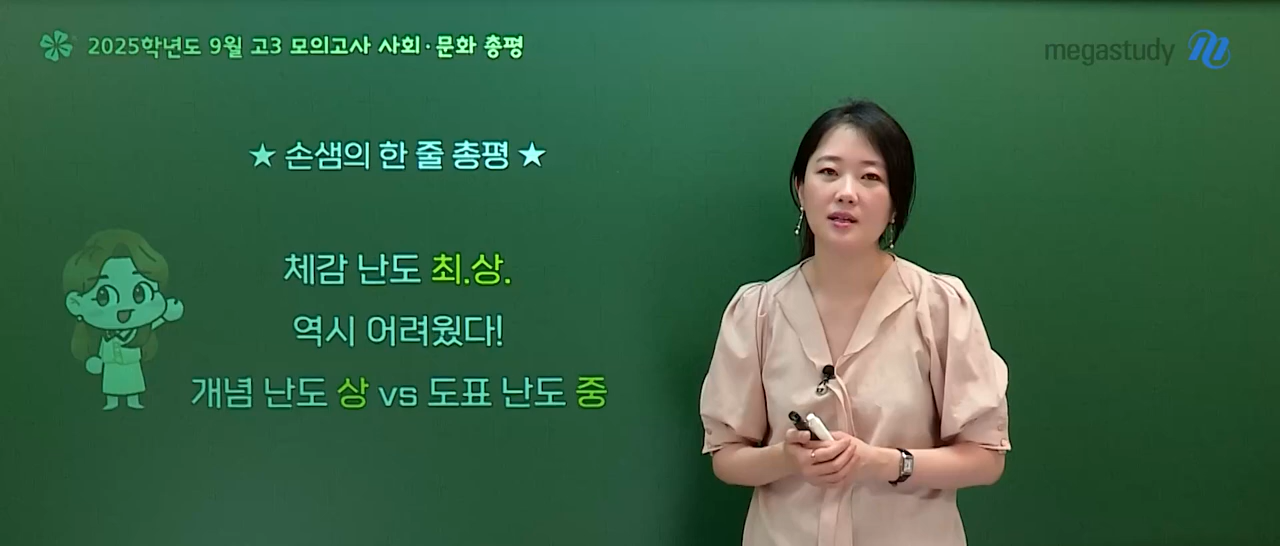 2025학년도 9월 고3 모의고사 사회·문화 총평
megastudy
★ 손샘의 한 줄 총평 ★
체감 난도 최.상.
역시 어려웠다!
개념 난도 상 vs 도표 난도 중